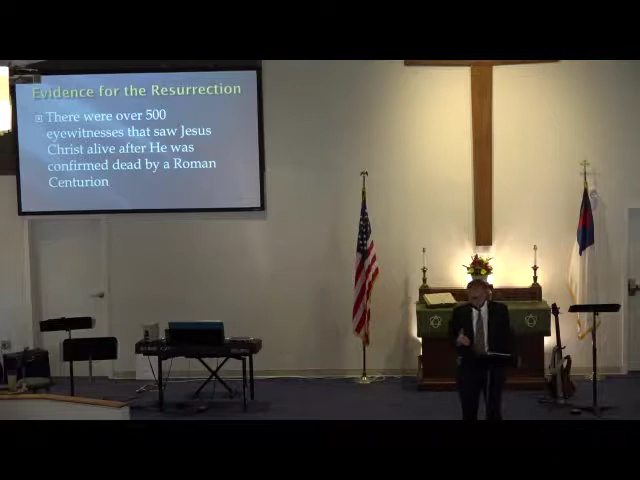 Evidence for the Resurrection
There were over 500
eyewitnesses that saw Jesus
Christ alive after He was
confirmed dead by a Roman
Centurion